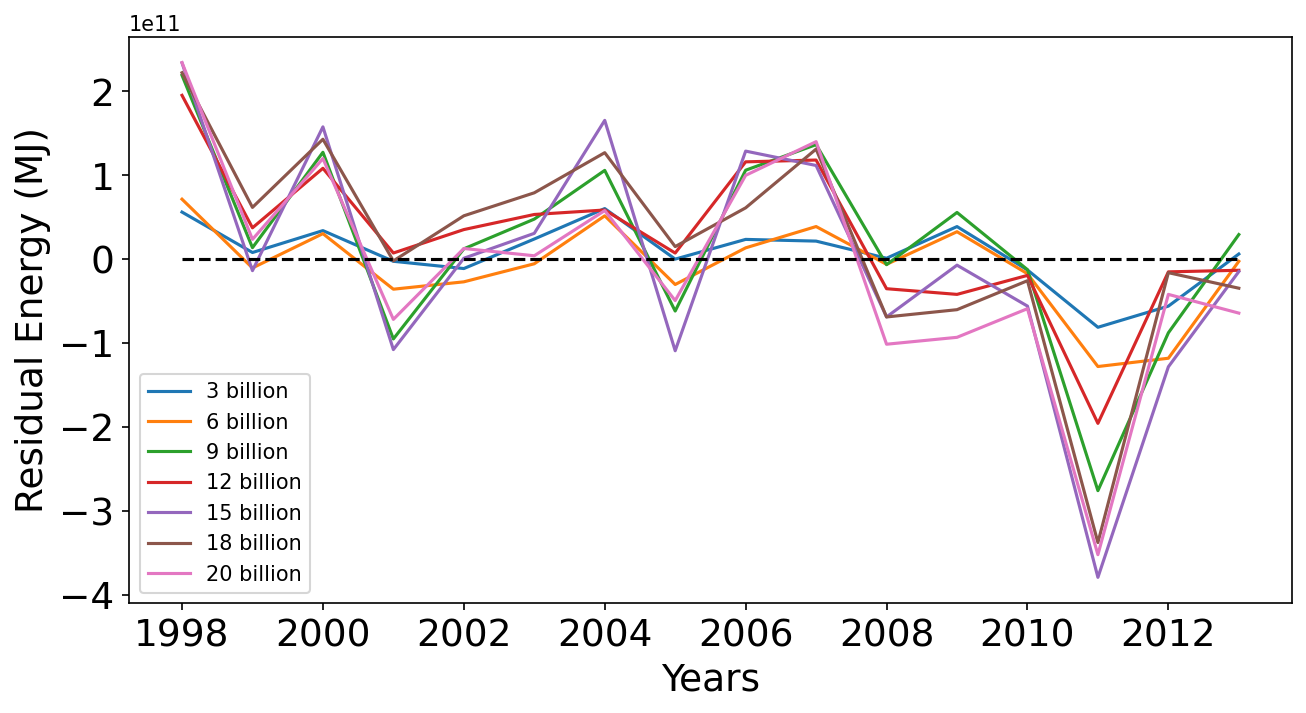 1e11
Residual Energy (MJ)
2
1
0
−1
−2
−3
−4
3 billion
6 billion
9 billion
12 billion
15 billion
18 billion
20 billion
1998 2000 2002 2004 2006 2008 2010 2012
Years